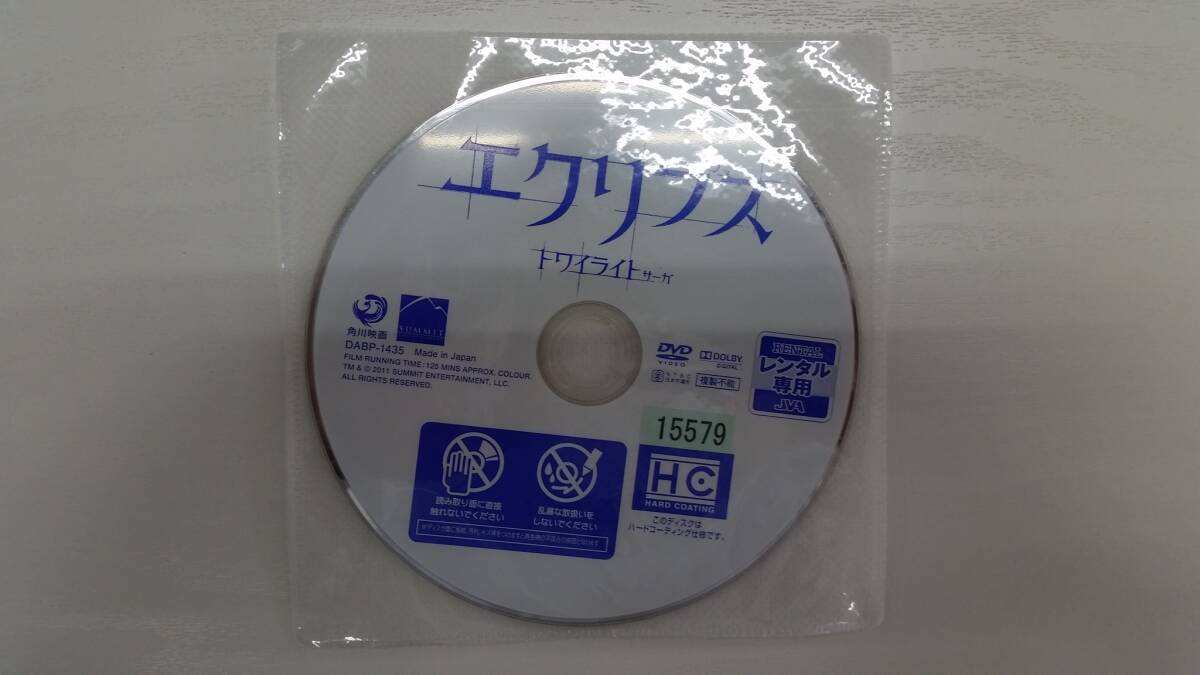 エクリプス
トワイライト サーガ
角川映画
SUMMIT
DABP-1435 Made in Japan
FILM RUNNING TIME : 125 MINS APPROX. COLOUR.
TM & © 2011 SUMMIT ENTERTAINMENT, LLC.
ALL RIGHTS RESERVED.
DVD
VIDEO
DOLBY
DIGITAL
複製不能
RENTAL
レンタル
専用
JVA
15579
HC
HARD COATING
このディスクは
ハードコーティング仕様です。
読み取り面に直接
触れないでください
乱暴な取扱いを
しないでください